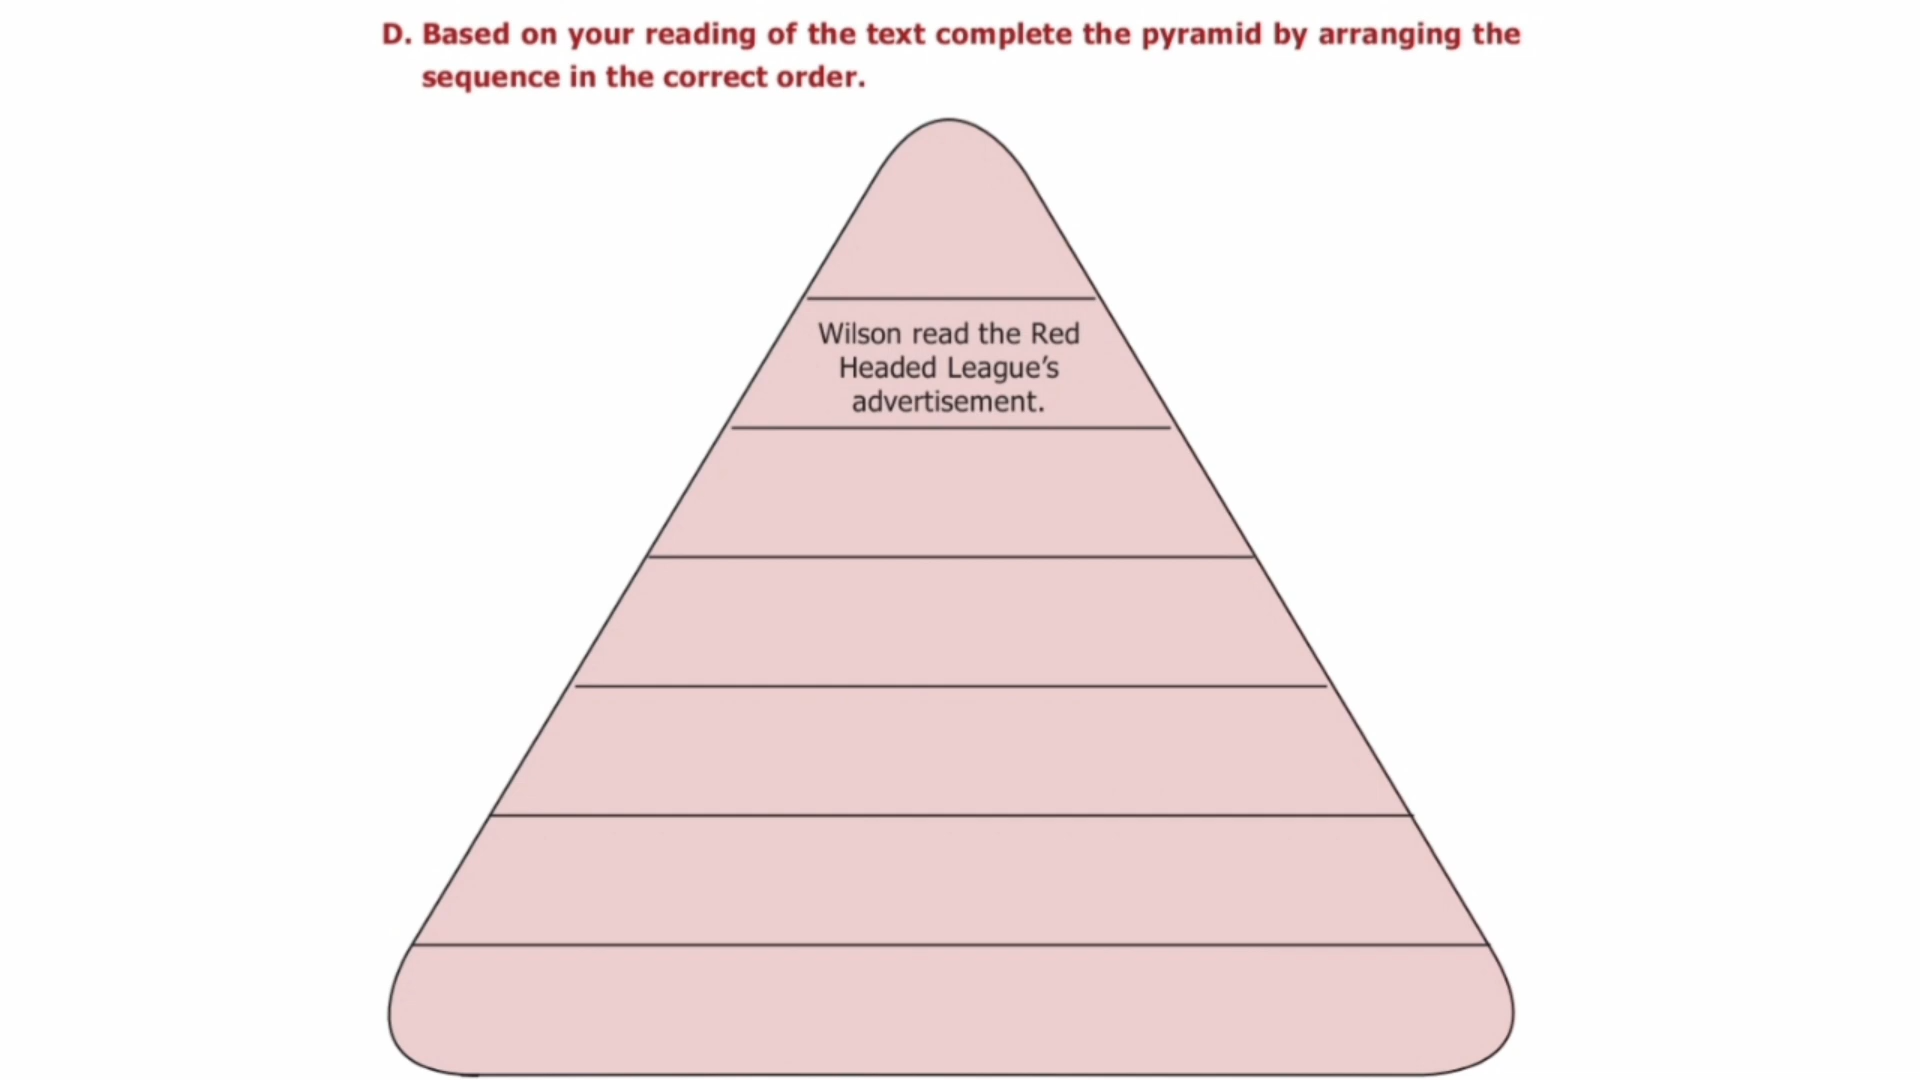 D. Based on your reading of the text complete the pyramid by arranging the
sequence in the correct order.
Wilson read the Red
Headed League’s
advertisement.